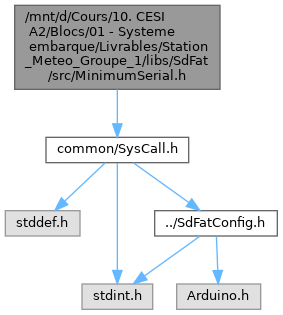 /mnt/d/Cours/10. CESI
A2/Blocs/01 - Systeme
embarque/Livrables/Station
_Meteo_Groupe_1/libs/SdFat
/src/MinimumSerial.h
common/SysCall.h
stddef.h
../SdFatConfig.h
stdint.h
Arduino.h